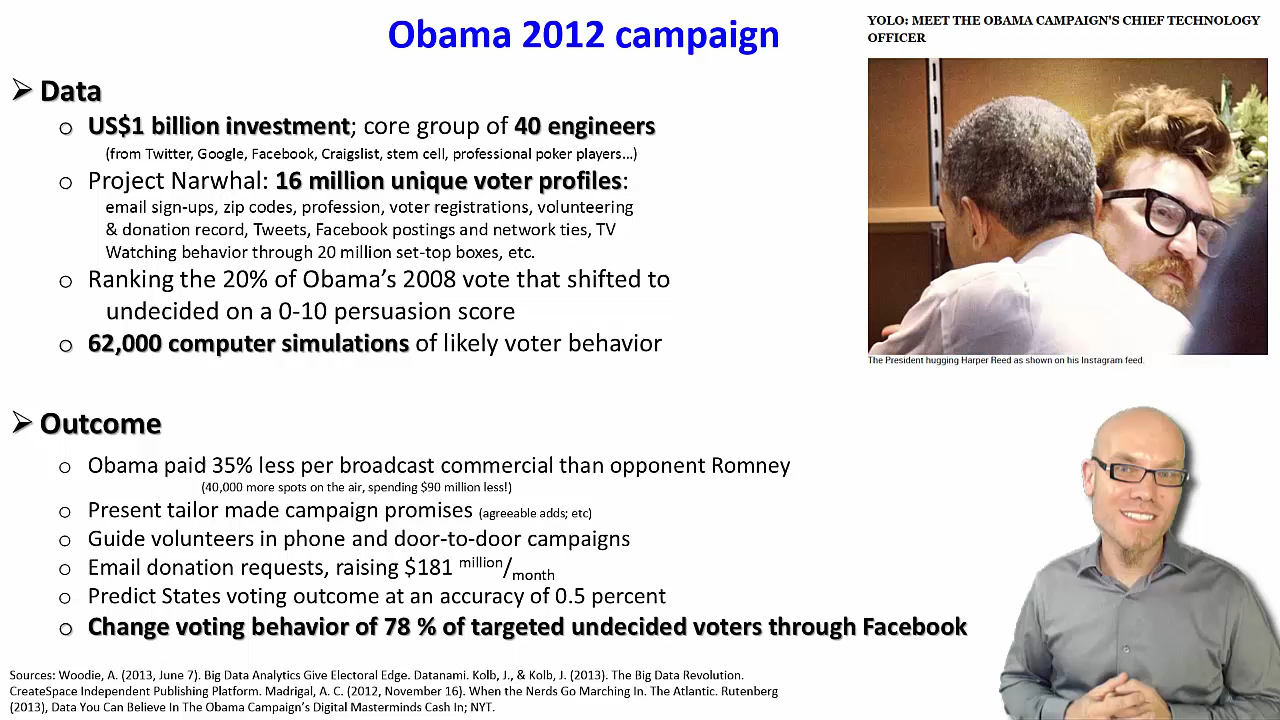 Obama 2012 campaign
YOLO: MEET THE OBAMA CAMPAIGN'S CHIEF TECHNOLOGY
OFFICER
➢ Data
o US$1 billion investment; core group of 40 engineers
(from Twitter, Google, Facebook, Craigslist, stem cell, professional poker players...)
o Project Narwhal: 16 million unique voter profiles:
email sign-ups, zip codes, profession, voter registrations, volunteering
& donation record, Tweets, Facebook postings and network ties, TV
Watching behavior through 20 million set-top boxes, etc.
o Ranking the 20% of Obama's 2008 vote that shifted to
undecided on a 0-10 persuasion score
o 62,000 computer simulations of likely voter behavior
The President hugging Harper Reed as shown on his Instagram feed.
➢ Outcome
o Obama paid 35% less per broadcast commercial than opponent Romney
(40,000 more spots on the air, spending $90 million less!)
o Present tailor made campaign promises (agreeable adds; etc)
o Guide volunteers in phone and door-to-door campaigns
o Email donation requests, raising $181 million/month
o Predict States voting outcome at an accuracy of 0.5 percent
o Change voting behavior of 78 % of targeted undecided voters through Facebook
Sources: Woodie, A. (2013, June 7). Big Data Analytics Give Electoral Edge. Datanami. Kolb, J., & Kolb, J. (2013). The Big Data Revolution.
CreateSpace Independent Publishing Platform. Madrigal, A. C. (2012, November 16). When the Nerds Go Marching In. The Atlantic. Rutenberg
(2013), Data You Can Believe In The Obama Campaign's Digital Masterminds Cash In; NYT.